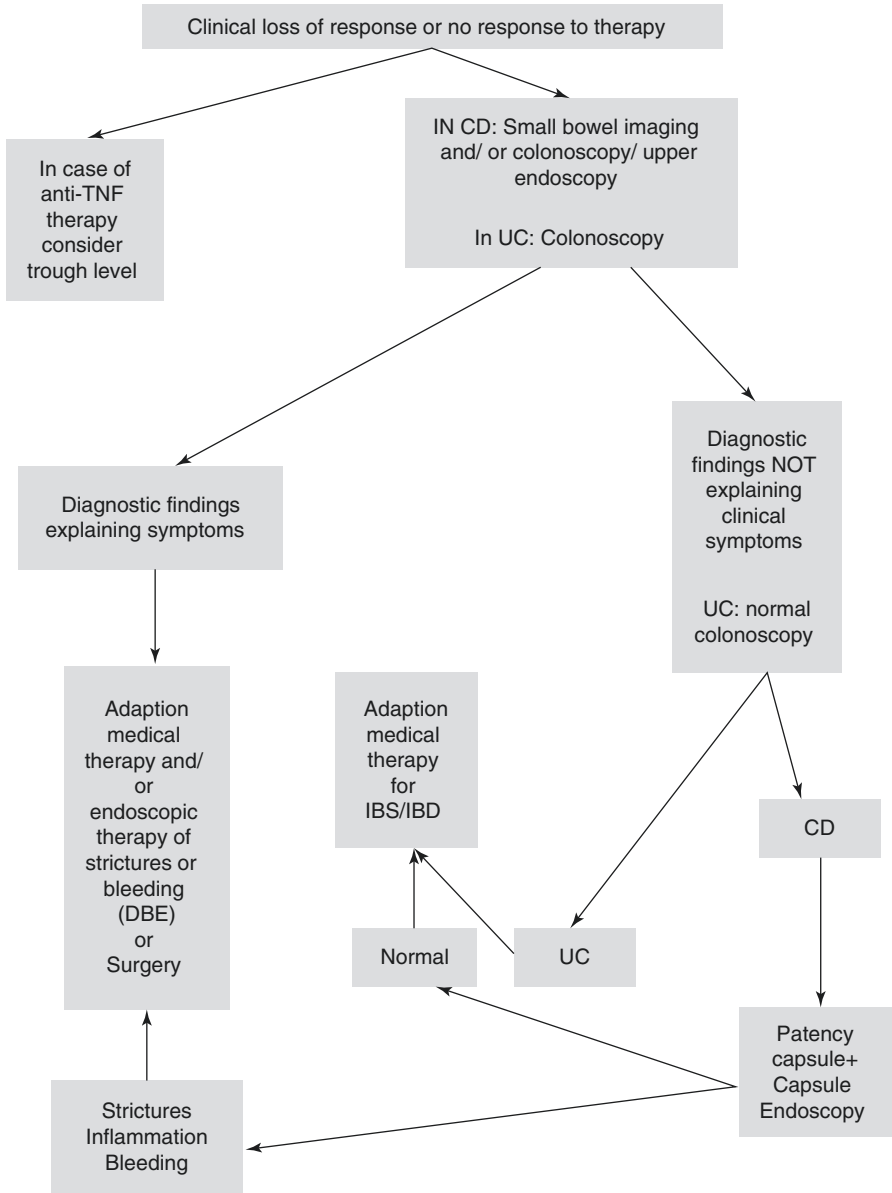 Clinical loss of response or no response to therapy
In case of
anti-TNF
therapy
consider
trough level
IN CD: Small bowel imaging
and/ or colonoscopy/ upper
endoscopy
In UC: Colonoscopy
Diagnostic findings
explaining symptoms
Diagnostic
findings NOT
explaining
clinical
symptoms
UC: normal
colonoscopy
Adaption
medical
therapy and/
or
endoscopic
therapy of
strictures or
bleeding
(DBE)
or
Surgery
Adaption
medical
therapy
for
IBS/IBD
CD
Normal
UC
Patency
capsule+
Capsule
Endoscopy
Strictures
Inflammation
Bleeding